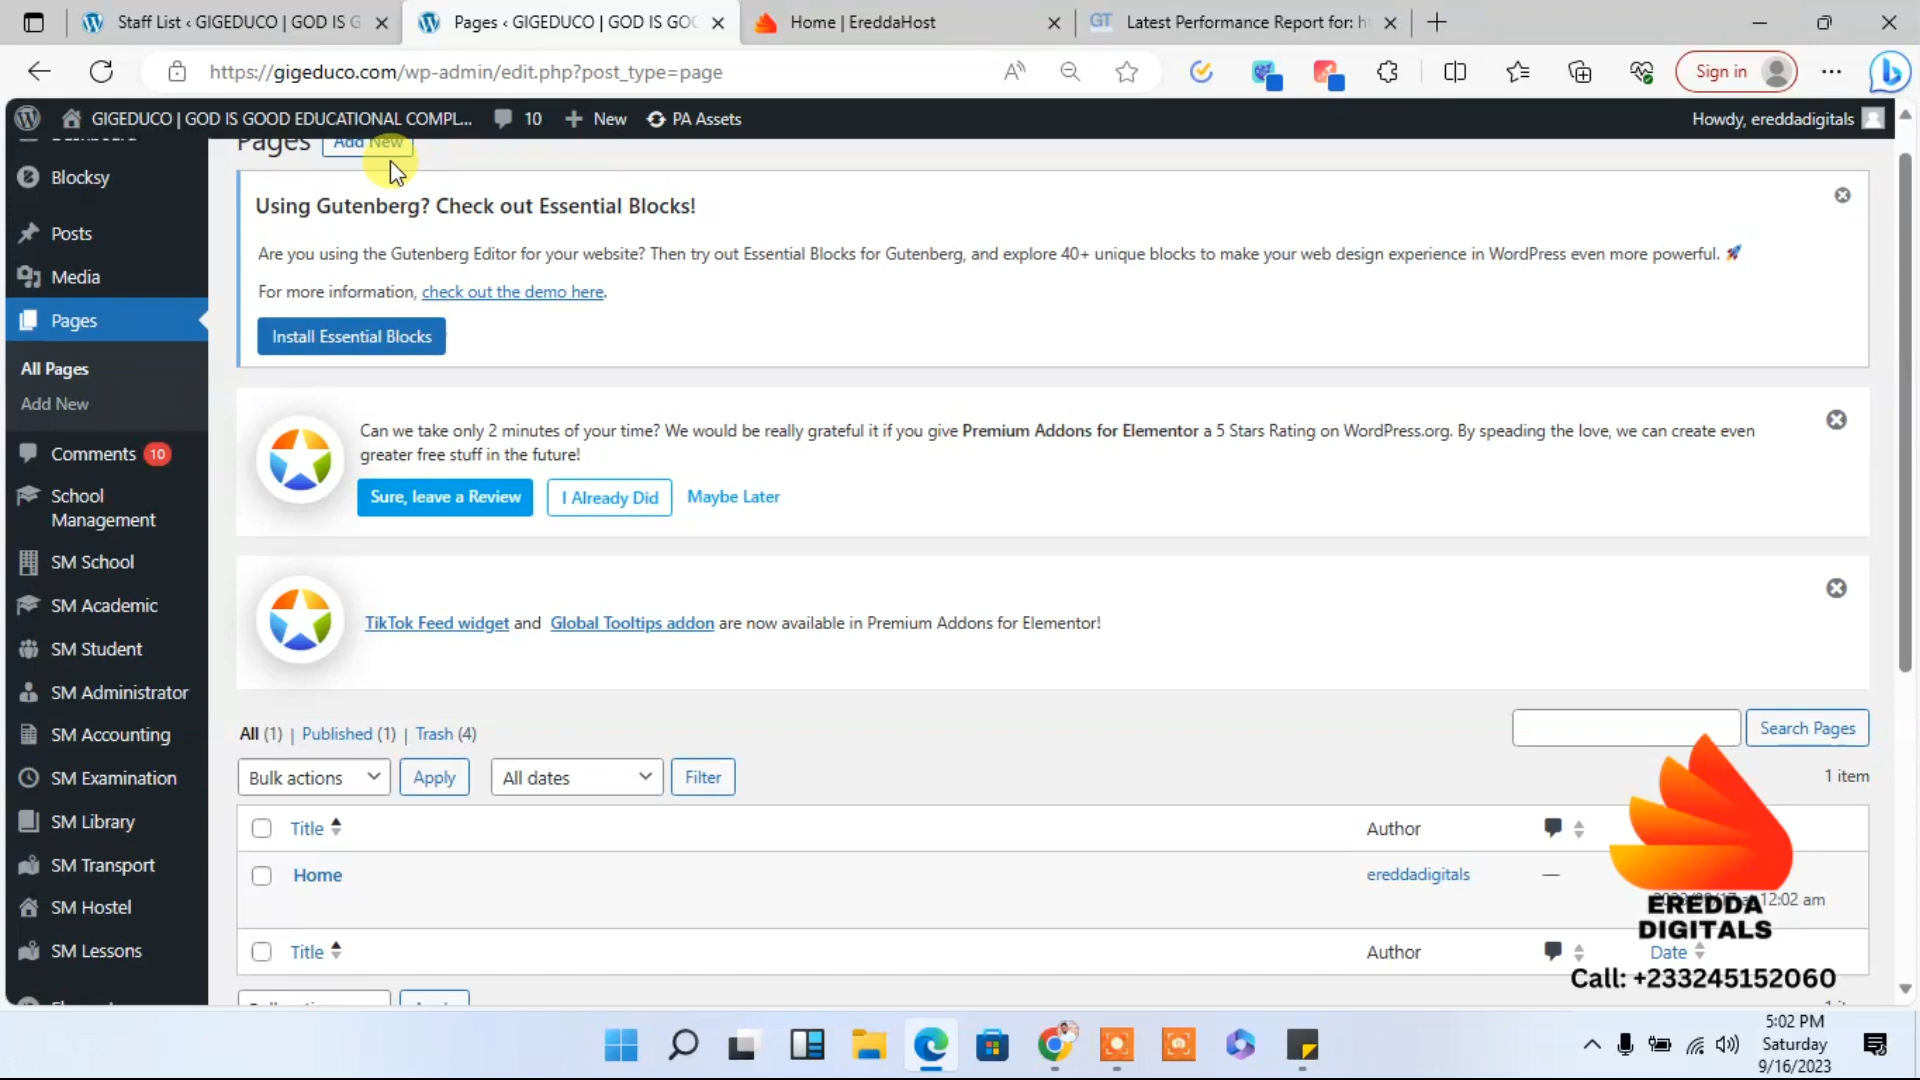 Staff List ‹ GIGEDUCO | GOD IS G
Pages ‹ GIGEDUCO | GOD IS GOO
Home | EreddaHost
GT Latest Performance Report for: h
https://gigeduco.com/wp-admin/edit.php?post_type=page
Sign in
GIGEDUCO | GOD IS GOOD EDUCATIONAL COMPL...
10
New
PA Assets
Howdy, ereddadigitals
Blocksy
Posts
Media
Pages
All Pages
Add New
Comments 10
School
Management
SM School
SM Academic
SM Student
SM Administrator
SM Accounting
SM Examination
SM Library
SM Transport
SM Hostel
SM Lessons
Pages Add New
Using Gutenberg? Check out Essential Blocks!
Are you using the Gutenberg Editor for your website? Then try out Essential Blocks for Gutenberg, and explore 40+ unique blocks to make your web design experience in WordPress even more powerful. 🚀
For more information, check out the demo here.
Install Essential Blocks
Can we take only 2 minutes of your time? We would be really grateful it if you give Premium Addons for Elementor a 5 Stars Rating on WordPress.org. By speading the love, we can create even
greater free stuff in the future!
Sure, leave a Review
I Already Did
Maybe Later
TikTok Feed widget and Global Tooltips addon are now available in Premium Addons for Elementor!
All (1) | Published (1) | Trash (4)
Search Pages
Bulk actions
Apply
All dates
Filter
1 item
Title
Author
Home
ereddadigitals
—
12:02 am
Title
Author
Date
EREDDA
DIGITALS
Call: +233245152060
5:02 PM
Saturday
9/16/2023